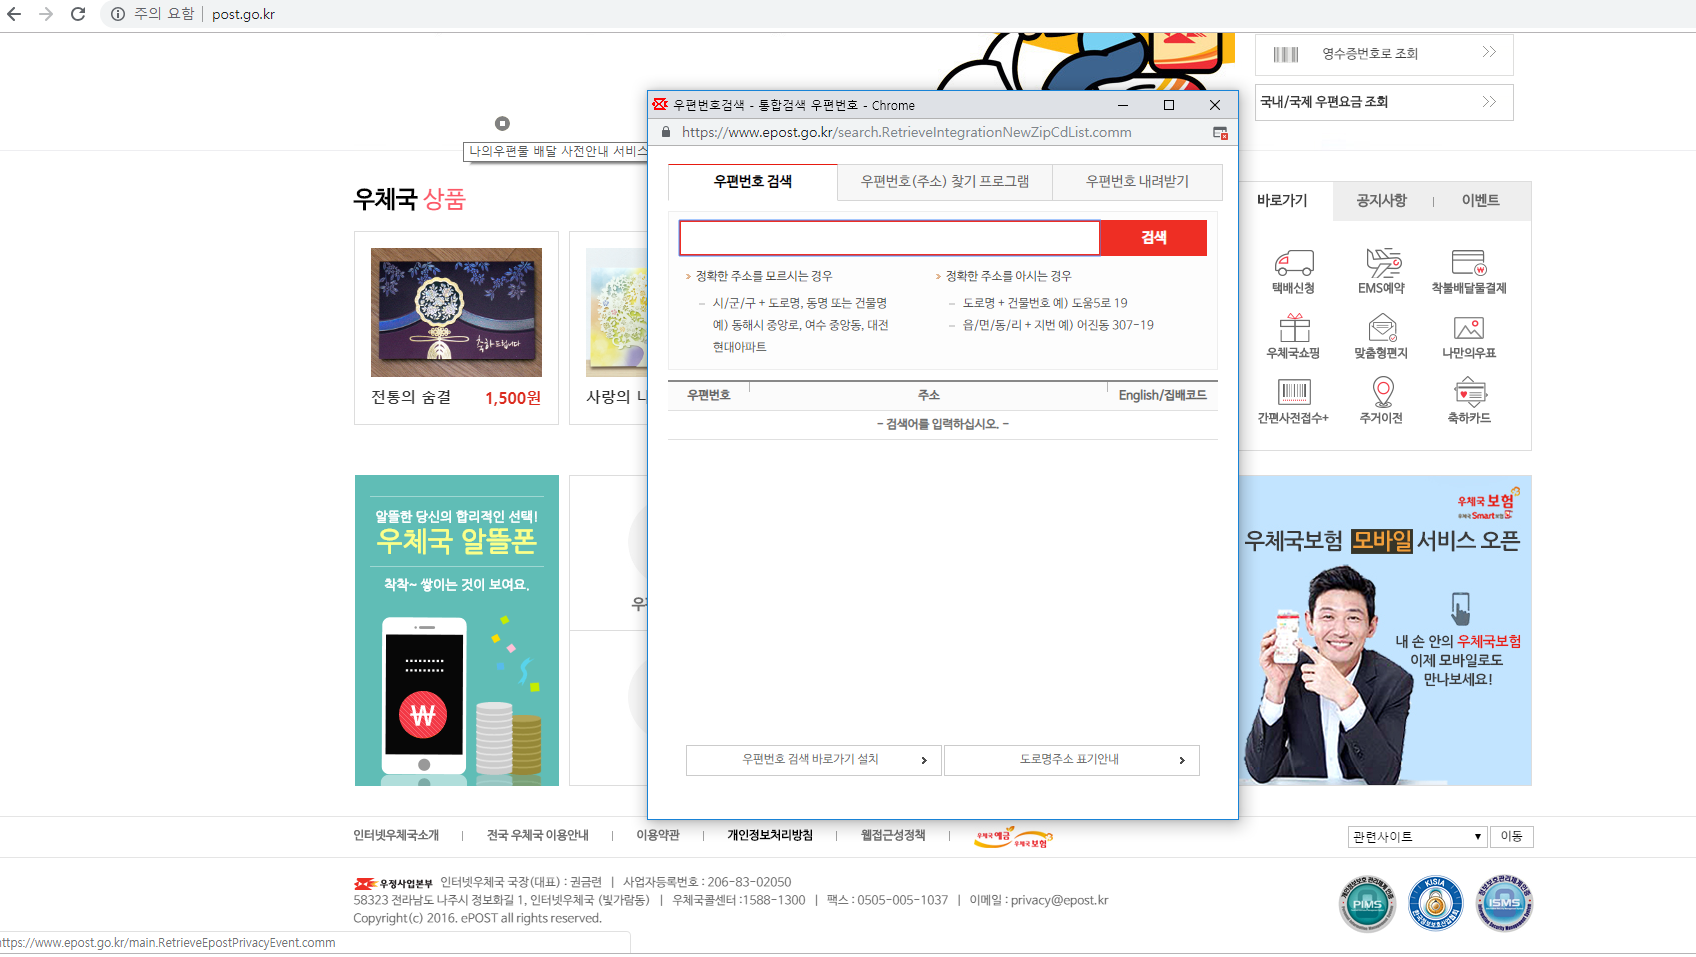 주의 요함
post.go.kr
영수증번호로 조회
국내/국제 우편요금 조회
나의우편물 배달 사전안내 서비스
우편번호검색 - 통합검색 우편번호 - Chrome
https://www.epost.go.kr/search.RetrieveIntegrationNewZipCdList.comm
우편번호 검색
우편번호(주소) 찾기 프로그램
우편번호 내려받기
검색
정확한 주소를 모르시는 경우
– 시/군/구 + 도로명, 동명 또는 건물명
예) 동해시 중앙로, 여수 중앙동, 대전
현대아파트
정확한 주소를 아시는 경우
– 도로명 + 건물번호 예) 도움5로 19
– 읍/면/동/리 + 지번 예) 어진동 307-19
우편번호
주소
English/집배코드
- 검색어를 입력하십시오. -
우편번호 검색 바로가기 설치
도로명주소 표기안내
우체국 상품
축하드립니다
전통의 숨결
1,500원
사랑의 나
바로가기
공지사항
이벤트
택배신청
EMS예약
착불배달물결제
우체국쇼핑
맞춤형편지
나만의우표
간편사전접수+
주거이전
축하카드
알뜰한 당신의 합리적인 선택!
우체국 알뜰폰
착착~ 쌓이는 것이 보여요.
₩
우체국 보험
우체국 Smart보험
우체국보험 모바일 서비스 오픈
내 손 안의 우체국보험
이제 모바일로도
만나보세요!
인터넷우체국소개
전국 우체국 이용안내
이용약관
개인정보처리방침
웹접근성정책
우체국 예금
우체국 보험
관련사이트
이동
우정사업본부 인터넷우체국 국장(대표) : 권금련 | 사업자등록번호 : 206-83-02050
58323 전라남도 나주시 정보화길 1, 인터넷우체국 (빛가람동) | 우체국콜센터 :1588-1300 | 팩스 : 0505-005-1037 | 이메일 : privacy@epost.kr
Copyright(c) 2016. ePOST all rights reserved.
PIMS
KISIA
ISMS
https://www.epost.go.kr/main.RetrieveEpostPrivacyEvent.comm